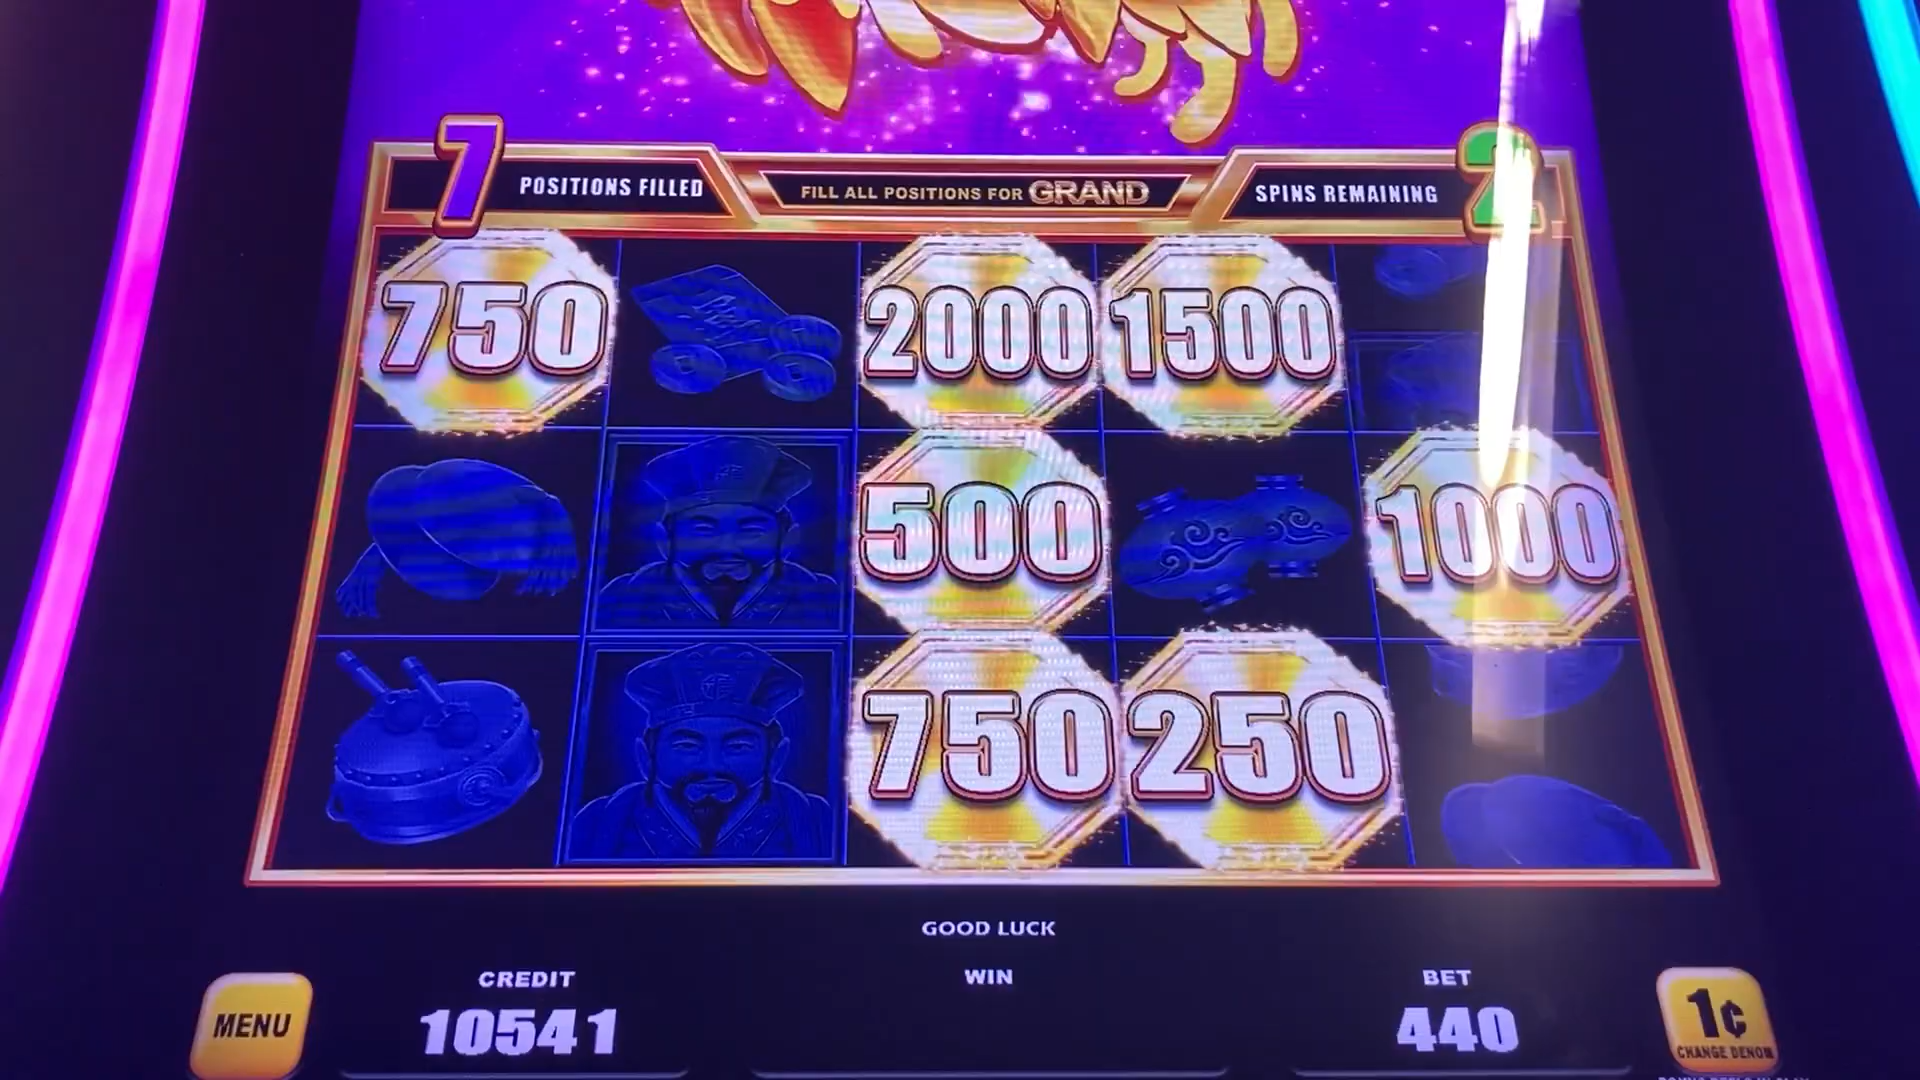 7 POSITIONS FILLED
FILL ALL POSITIONS FOR GRAND
SPINS REMAINING 2
750 2000 1500
500 1000
750 250
GOOD LUCK
CREDIT WIN BET
MENU 10541 440 1¢
CHANGE DENOM